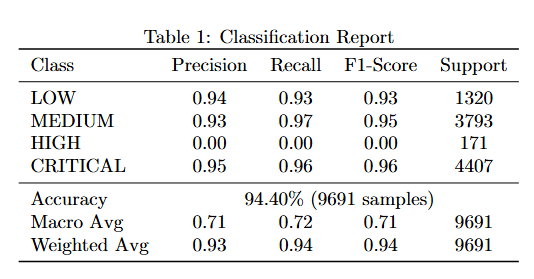 Table 1: Classification Report
Class Precision Recall F1-Score Support
LOW 0.94 0.93 0.93 1320
MEDIUM 0.93 0.97 0.95 3793
HIGH 0.00 0.00 0.00 171
CRITICAL 0.95 0.96 0.96 4407
Accuracy 94.40% (9691 samples)
Macro Avg 0.71 0.72 0.71 9691
Weighted Avg 0.93 0.94 0.94 9691